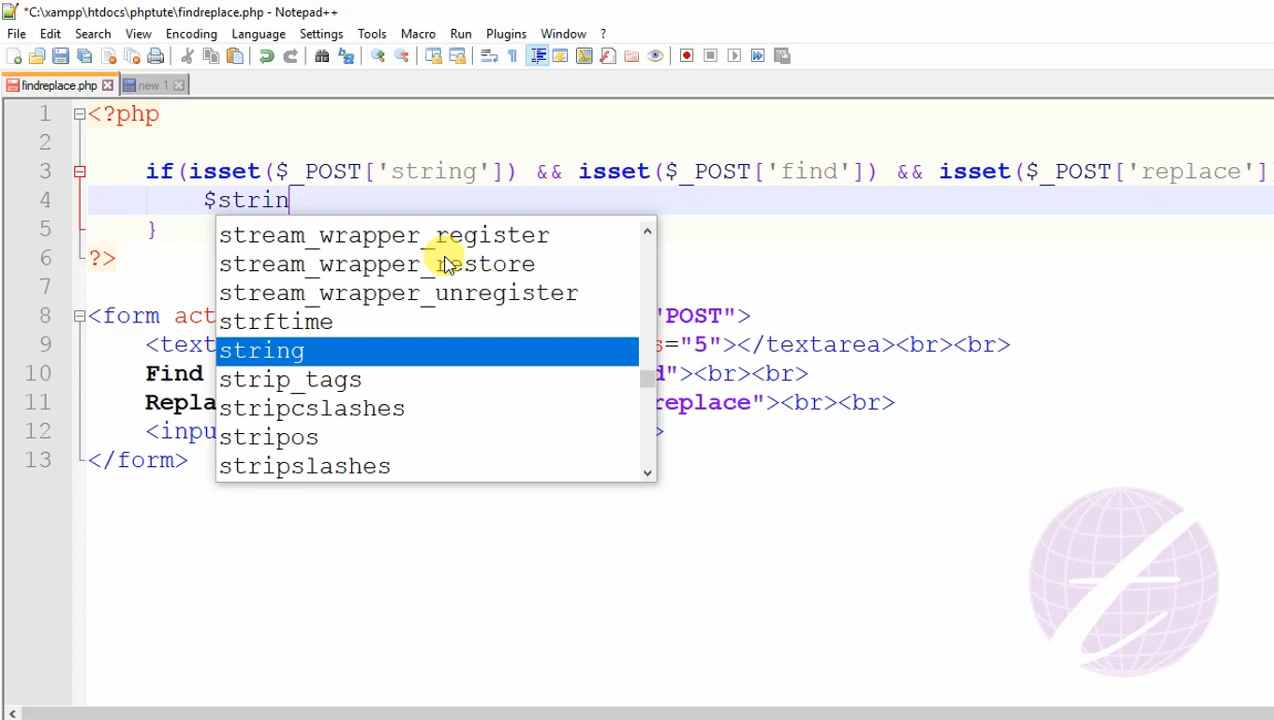 *C:\xampp\htdocs\phptute\findreplace.php - Notepad++
File Edit Search View Encoding Language Settings Tools Macro Run Plugins Window ?
findreplace.php new 1
1 <?php
2
3 if(isset($_POST['string']) && isset($_POST['find']) && isset($_POST['replace']
4 $strin
5 }
6 ?>
7
8 <form act "POST">
9 <text s="5"></textarea><br><br>
10 Find d"><br><br>
11 Repla replace"><br><br>
12 <inpu >
13 </form>
stream_wrapper_register
stream_wrapper_restore
stream_wrapper_unregister
strftime
string
strip_tags
stripcslashes
stripos
stripslashes